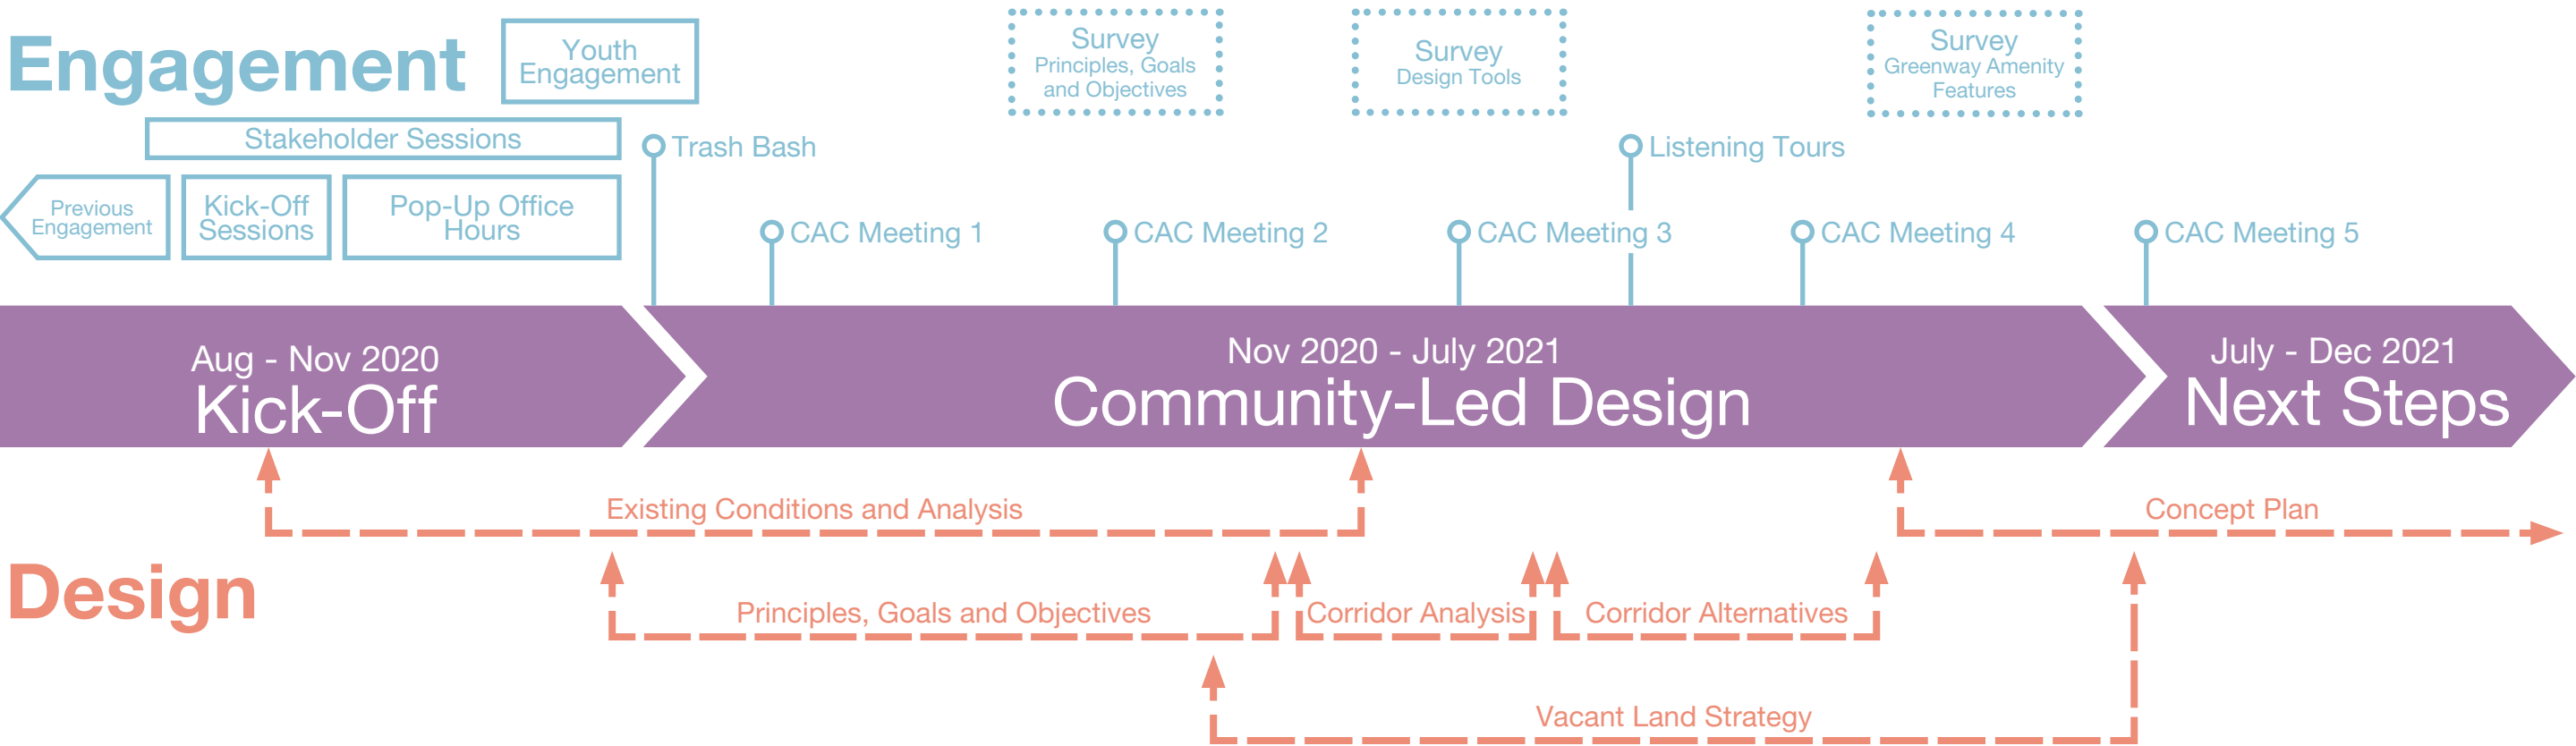 Engagement
Youth
Engagement
Survey
Principles, Goals
and Objectives
Survey
Design Tools
Survey
Greenway Amenity
Features
Stakeholder Sessions
Trash Bash
Listening Tours
Previous
Engagement
Kick-Off
Sessions
Pop-Up Office
Hours
CAC Meeting 1
CAC Meeting 2
CAC Meeting 3
CAC Meeting 4
CAC Meeting 5
Aug - Nov 2020
Kick-Off
Nov 2020 - July 2021
Community-Led Design
July - Dec 2021
Next Steps
Existing Conditions and Analysis
Concept Plan
Design
Principles, Goals and Objectives
Corridor Analysis
Corridor Alternatives
Vacant Land Strategy